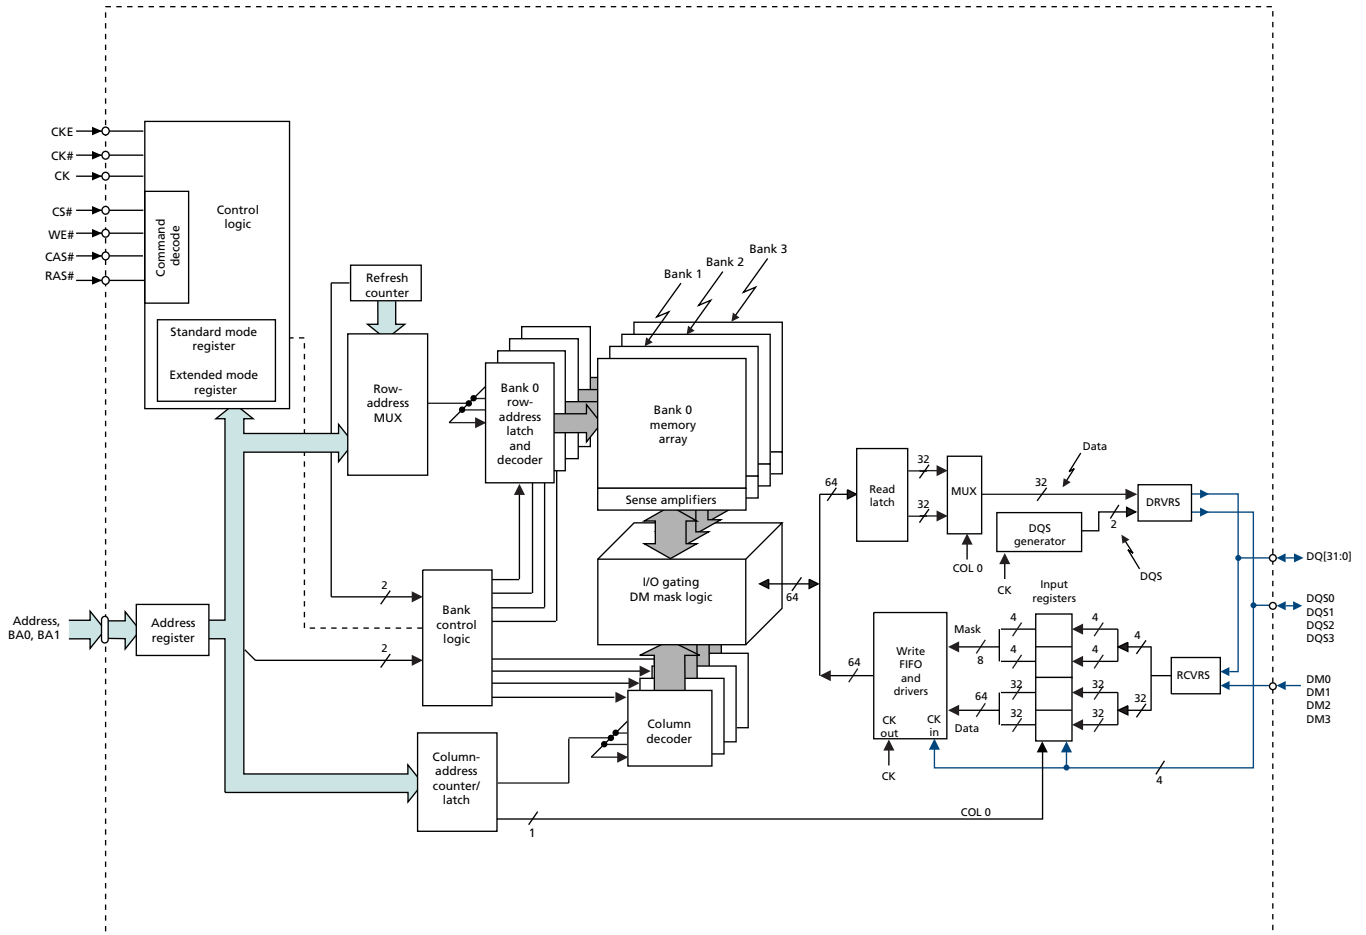 CKE
CK#
CK
CS#
WE#
CAS#
RAS#
Command
decode
Control
logic
Standard mode
register
Extended mode
register
Refresh
counter
Row-
address
MUX
Bank 0
row-
address
latch
and
decoder
Bank 1
Bank 2
Bank 3
Bank 0
memory
array
Sense amplifiers
I/O gating
DM mask logic
Address,
BA0, BA1
Address
register
2
2
Bank
control
logic
Column
decoder
Column-
address
counter/
latch
1
COL 0
64
64
64
Read
latch
32
32
MUX
COL 0
32
Data
DQS
generator
CK
2
DQS
DRVRS
DQ[31:0]
DQS0
DQS1
DQS2
DQS3
DM0
DM1
DM2
DM3
RCVRS
Input
registers
4
4
4
4
4
32
32
32
32
32
Mask
8
64
Data
Write
FIFO
and
drivers
CK
out
CK
in
CK
4